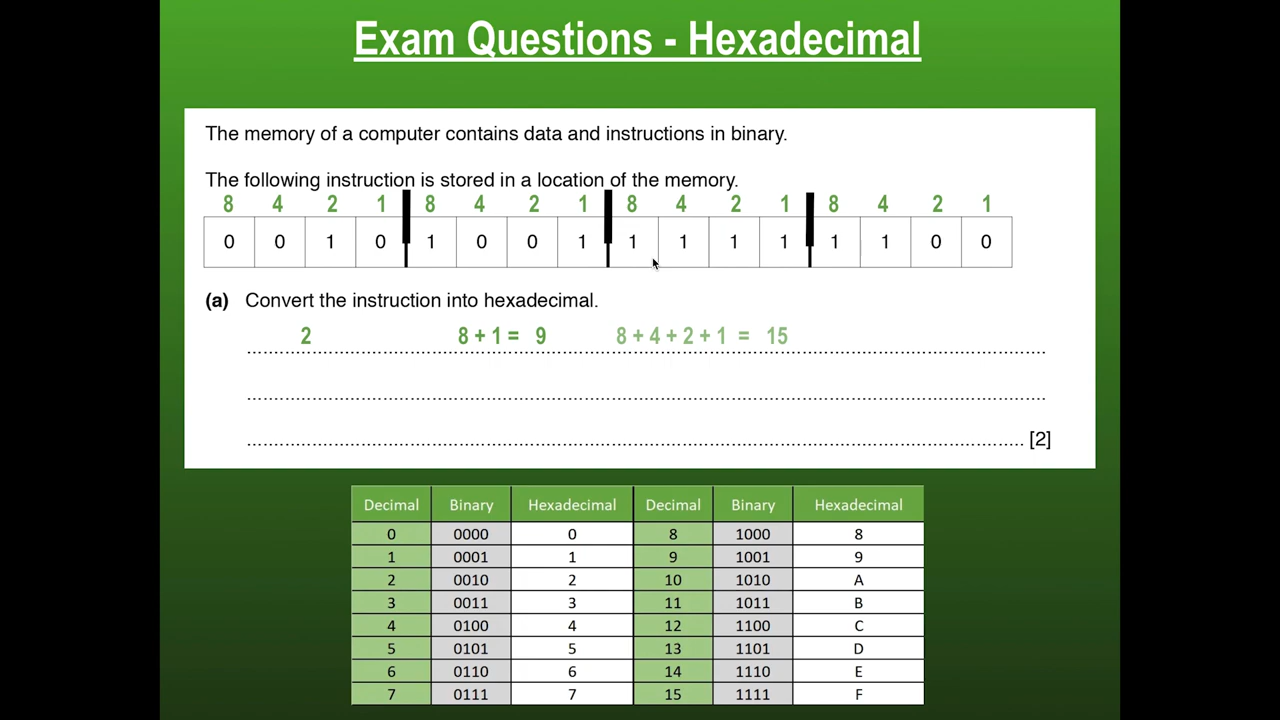 Exam Questions - Hexadecimal
The memory of a computer contains data and instructions in binary.
The following instruction is stored in a location of the memory.
8 4 2 1 8 4 2 1 8 4 2 1 8 4 2 1
0 0 1 0 1 0 0 1 1 1 1 1 1 1 0 0
(a) Convert the instruction into hexadecimal.
2 8 + 1 = 9 8 + 4 + 2 + 1 = 15
[2]
Decimal Binary Hexadecimal Decimal Binary Hexadecimal
0 0000 0 8 1000 8
1 0001 1 9 1001 9
2 0010 2 10 1010 A
3 0011 3 11 1011 B
4 0100 4 12 1100 C
5 0101 5 13 1101 D
6 0110 6 14 1110 E
7 0111 7 15 1111 F